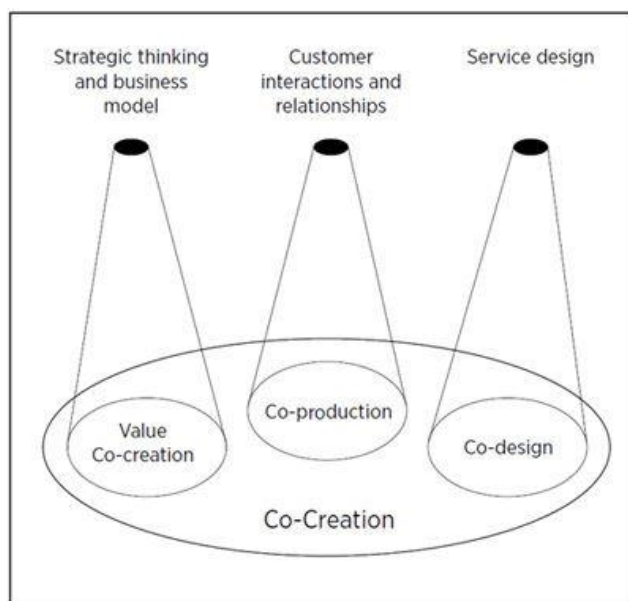 Strategic thinking
and business
model
Customer
interactions and
relationships
Service design
Value
Co-creation
Co-production
Co-design
Co-Creation